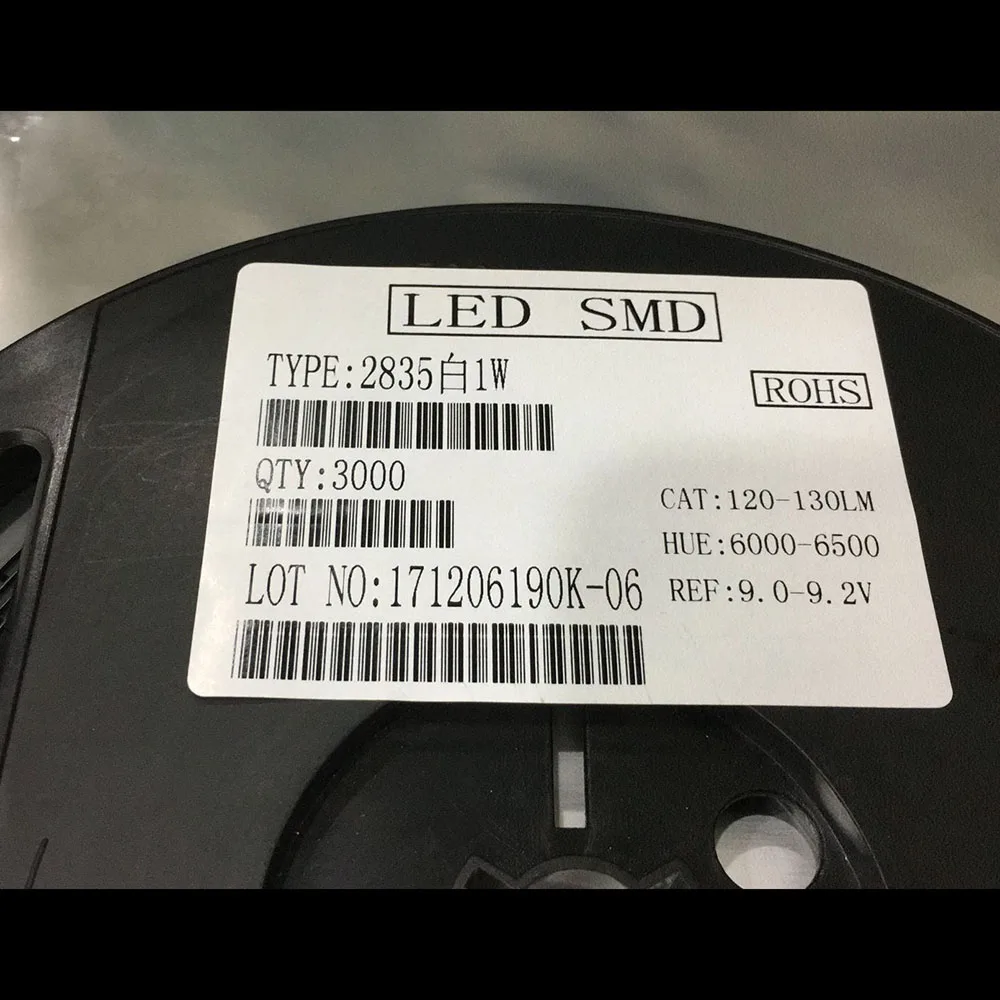 LED SMD
TYPE:2835白1W
ROHS
QTY:3000
CAT:120-130LM
HUE:6000-6500
LOT NO:171206190K-06
REF:9.0-9.2V